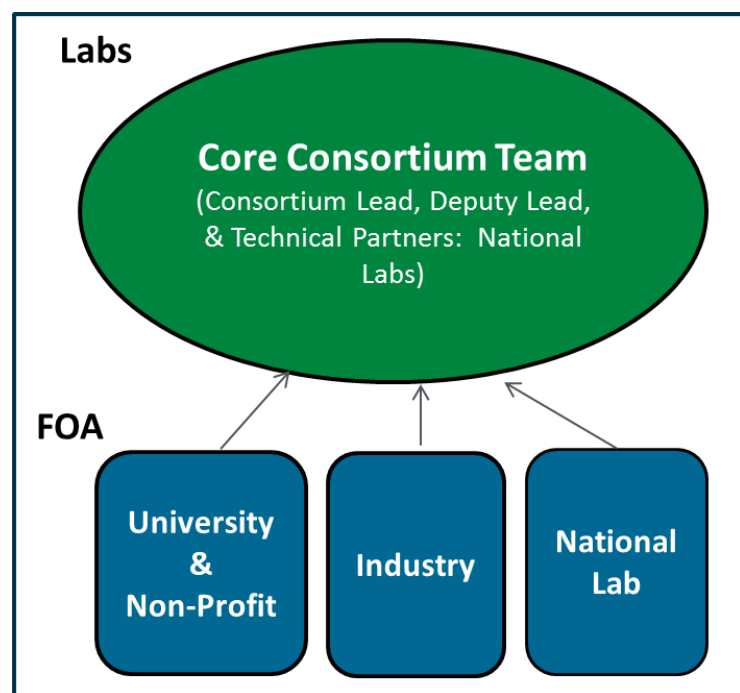 Labs
Core Consortium Team
(Consortium Lead, Deputy Lead,
& Technical Partners: National
Labs)
FOA
University
&
Non-Profit
Industry
National
Lab